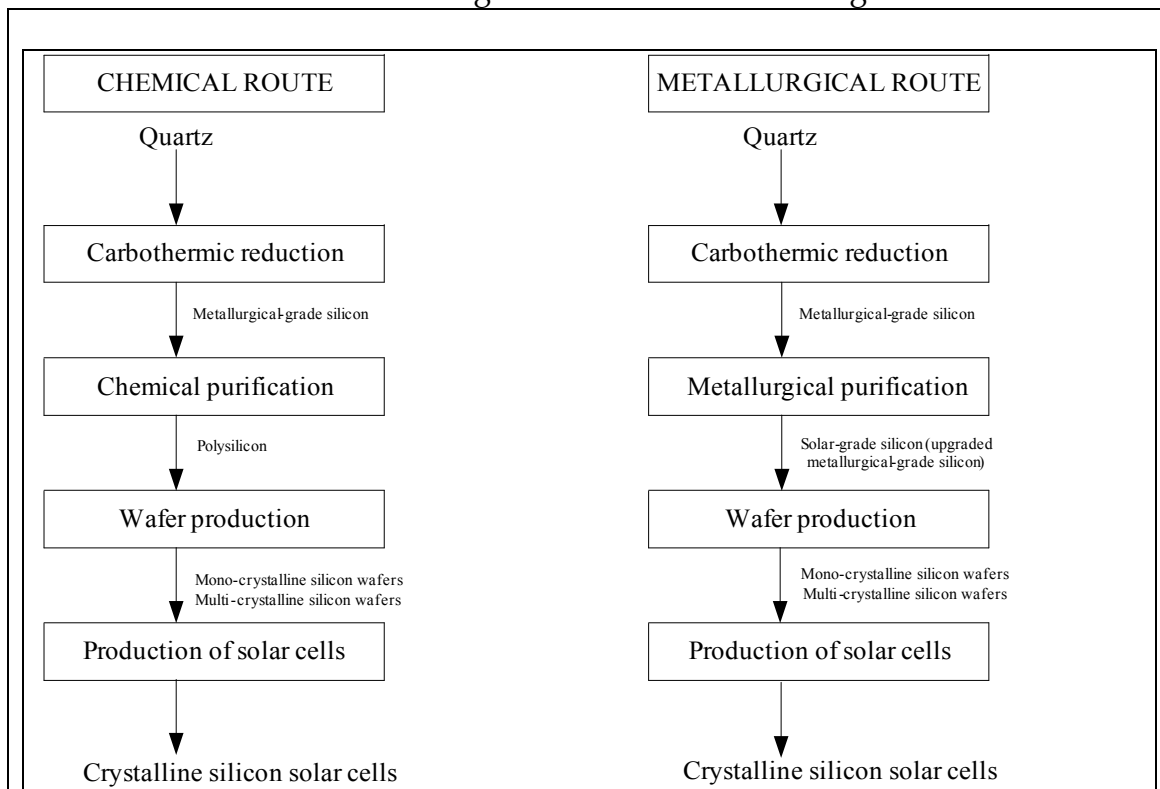 CHEMICAL ROUTE
Quartz
Carbothermic reduction
Metallurgical-grade silicon
Chemical purification
Polysilicon
Wafer production
Mono-crystalline silicon wafers
Multi-crystalline silicon wafers
Production of solar cells
Crystalline silicon solar cells
METALLURGICAL ROUTE
Quartz
Carbothermic reduction
Metallurgical-grade silicon
Metallurgical purification
Solar-grade silicon (upgraded
metallurgical-grade silicon)
Wafer production
Mono-crystalline silicon wafers
Multi-crystalline silicon wafers
Production of solar cells
Crystalline silicon solar cells